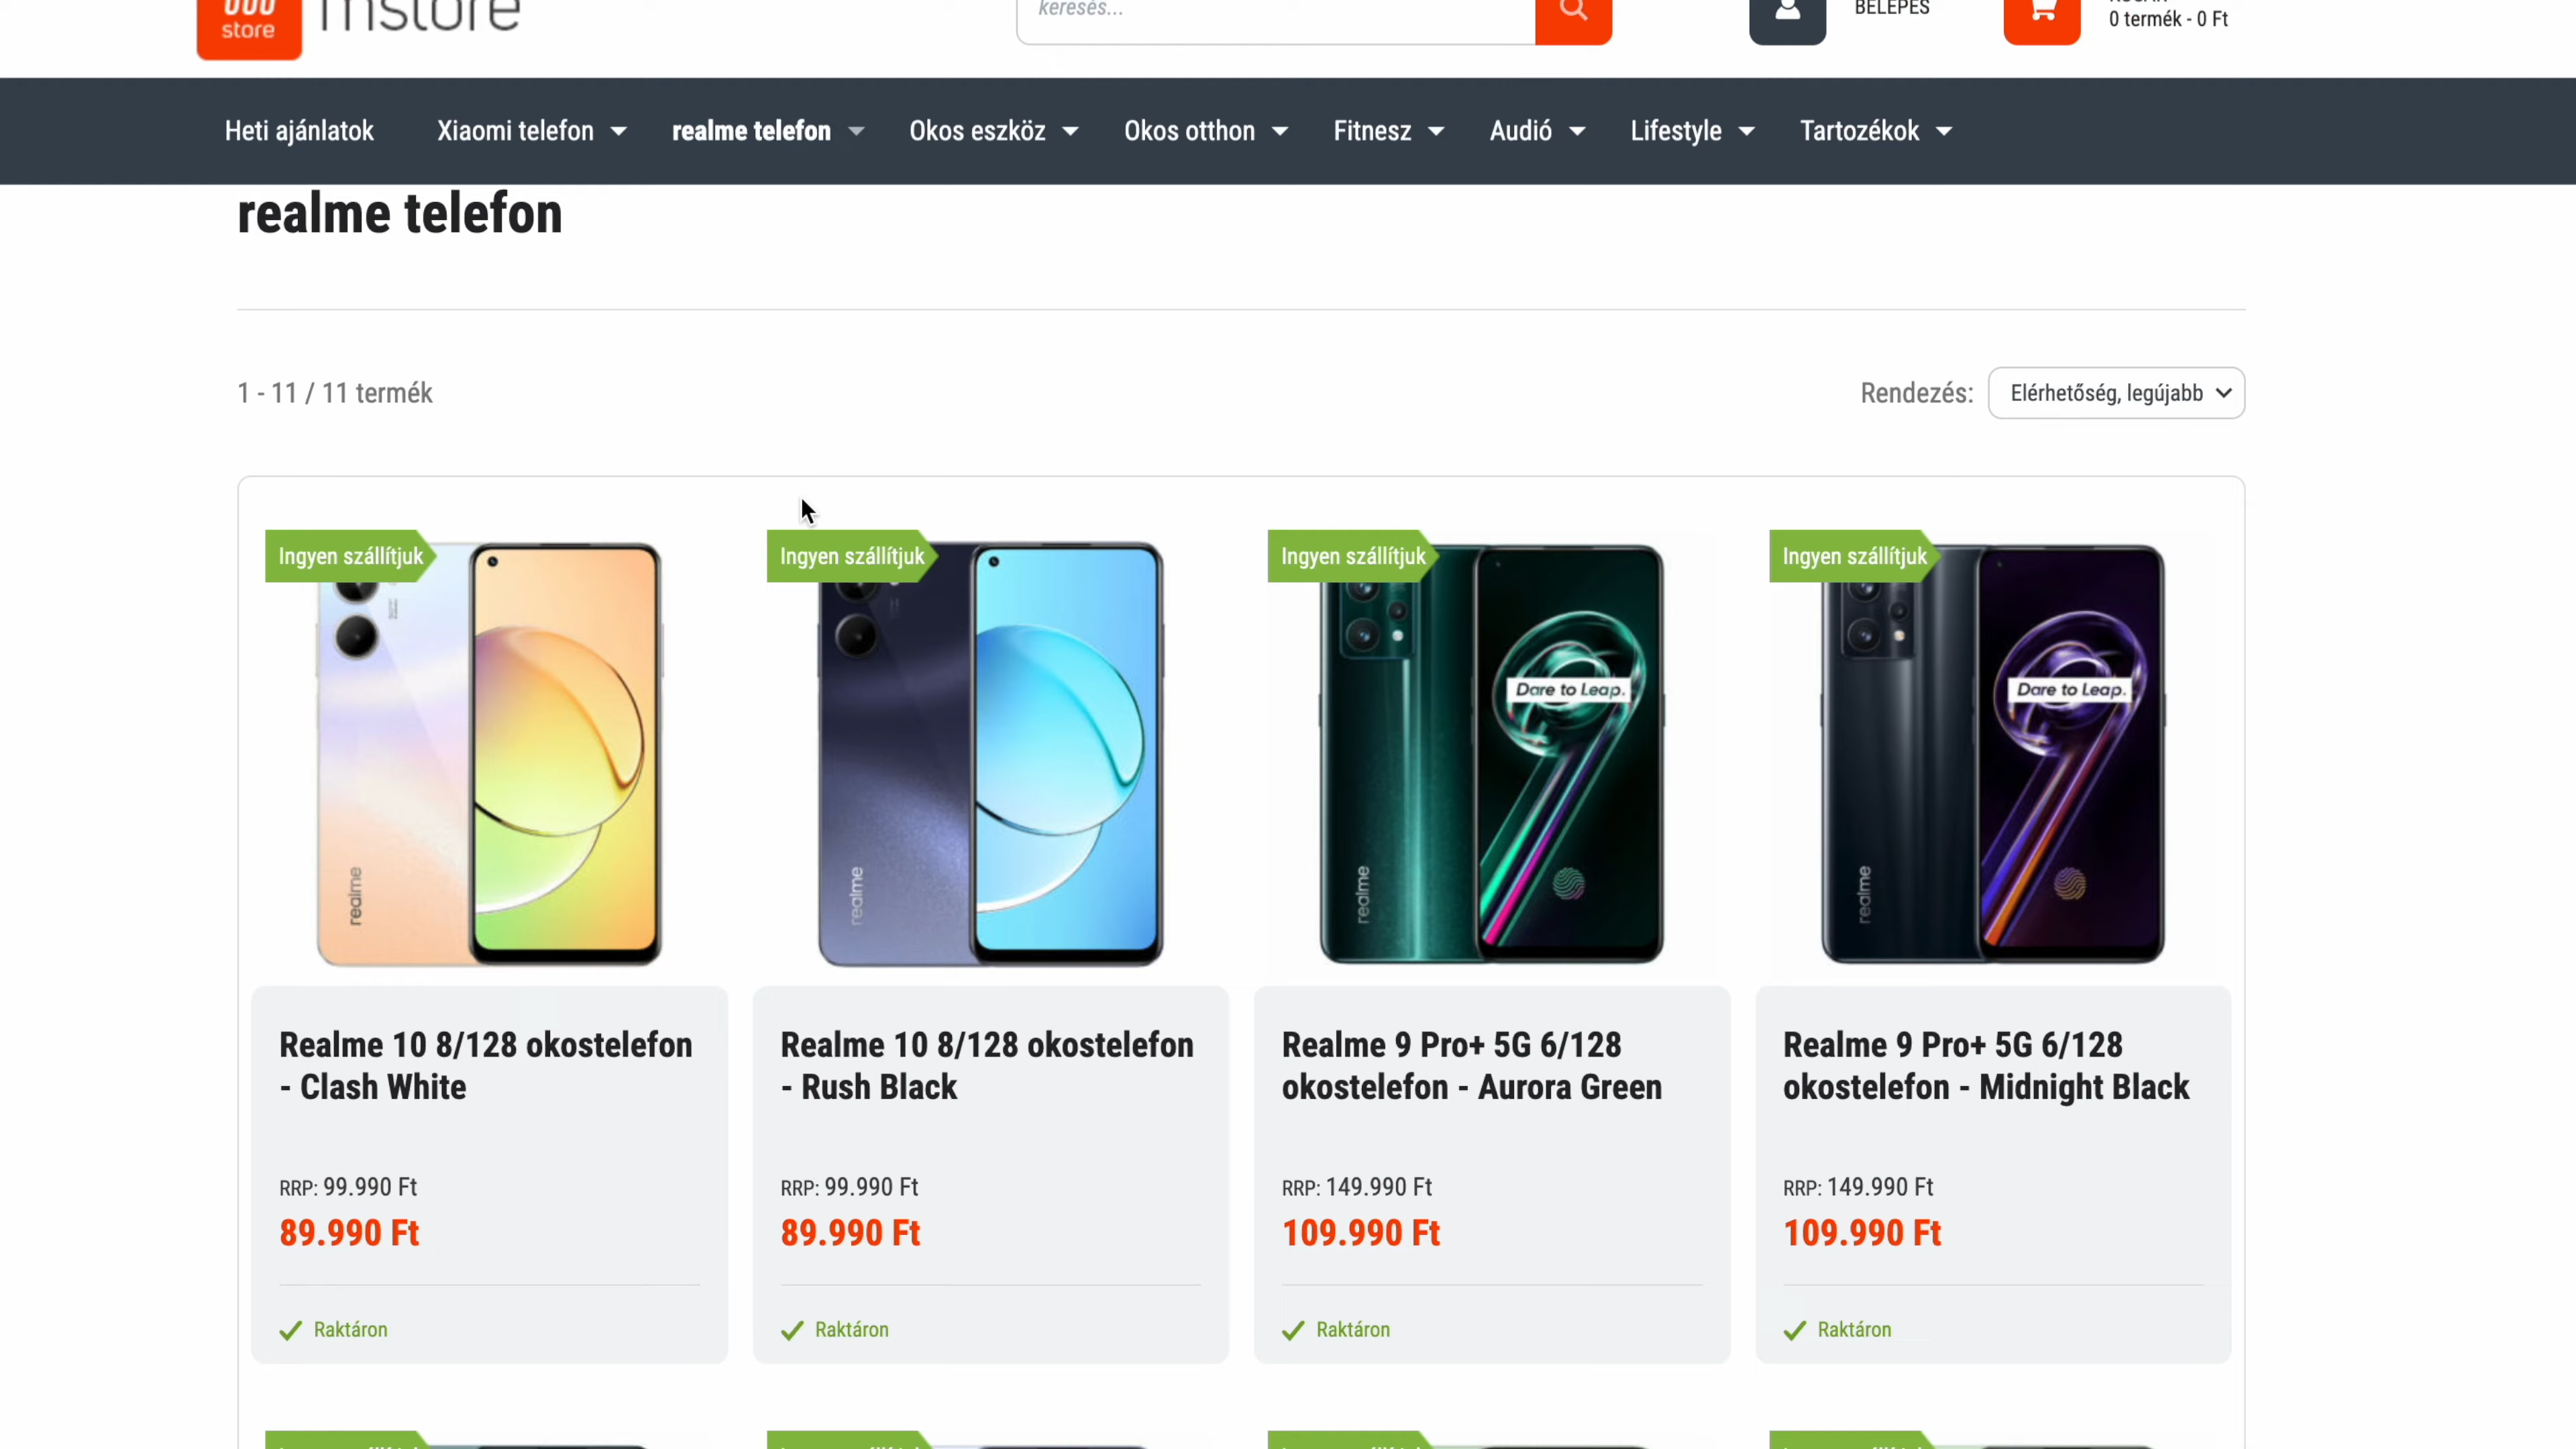 store
mstore
keresés...
BELÉPÉS
0 termék - 0 Ft
Heti ajánlatok
Xiaomi telefon
realme telefon
Okos eszköz
Okos otthon
Fitnesz
Audió
Lifestyle
Tartozékok
realme telefon
1 - 11 / 11 termék
Rendezés:
Elérhetőség, legújabb
Ingyen szállítjuk
Ingyen szállítjuk
Ingyen szállítjuk
Ingyen szállítjuk
Dare to Leap.
Dare to Leap.
realme
realme
realme
realme
Realme 10 8/128 okostelefon
- Clash White
RRP: 99.990 Ft
89.990 Ft
Raktáron
Realme 10 8/128 okostelefon
- Rush Black
RRP: 99.990 Ft
89.990 Ft
Raktáron
Realme 9 Pro+ 5G 6/128
okostelefon - Aurora Green
RRP: 149.990 Ft
109.990 Ft
Raktáron
Realme 9 Pro+ 5G 6/128
okostelefon - Midnight Black
RRP: 149.990 Ft
109.990 Ft
Raktáron